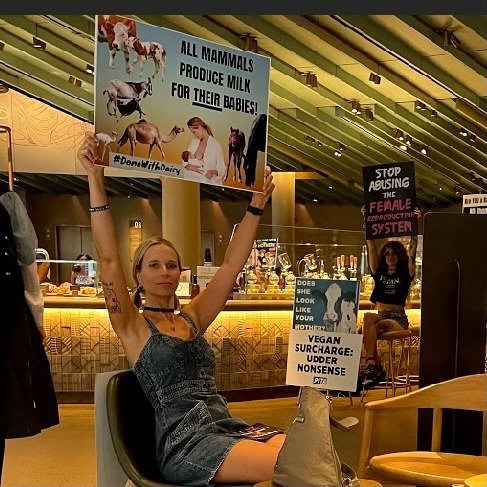 ALL MAMMALS
PRODUCE MILK
FOR THEIR BABIES!
#DoneWithDairy
STOP
ABUSING
THE
FEMALE
REPRODUCTIVE
SYSTEM
DOES
SHE
LOOK
LIKE
YOUR
MOTHER?
VEGAN
SURCHARGE:
UDDER
NONSENSE
PETA